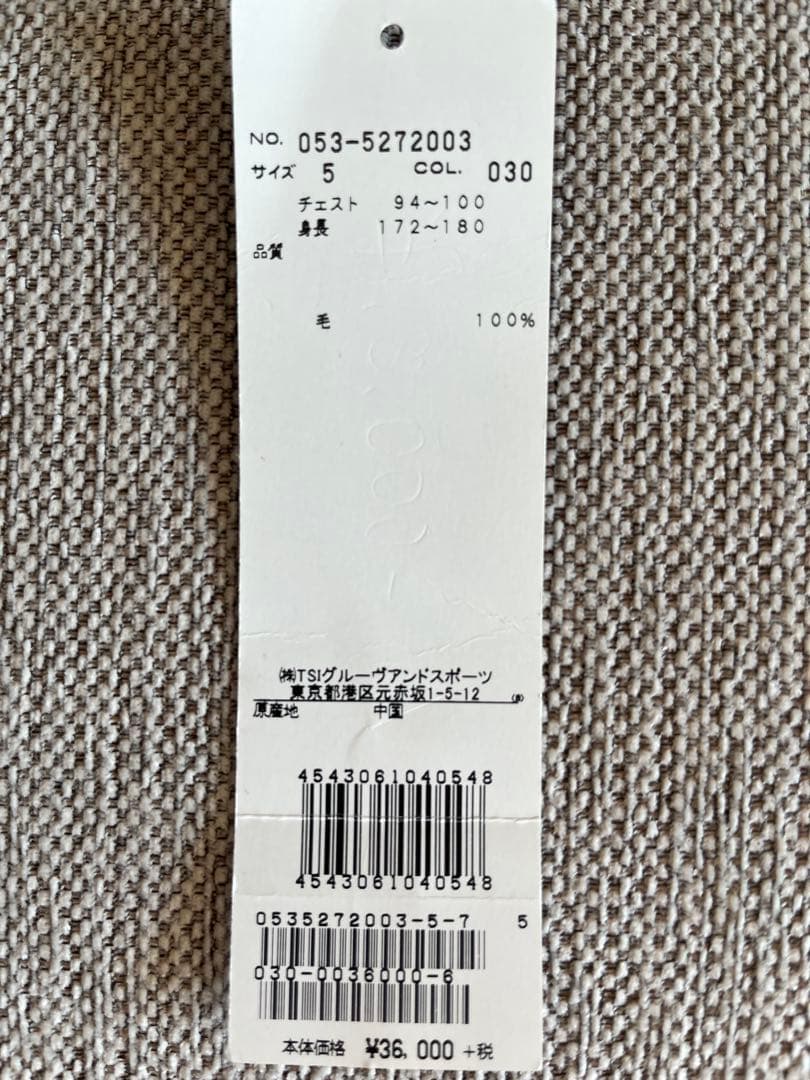 NO. 053-5272003
サイズ 5 COL. 030
チェスト 94～100
身長 172～180
品質
毛 100%
㈱TSIグルーヴアンドスポーツ
東京都港区元赤坂1-5-12
原産地 中国
4543061040548
4543061040548
0535272003-5-7 5
030-0036000-6
本体価格 ¥36,000 +税